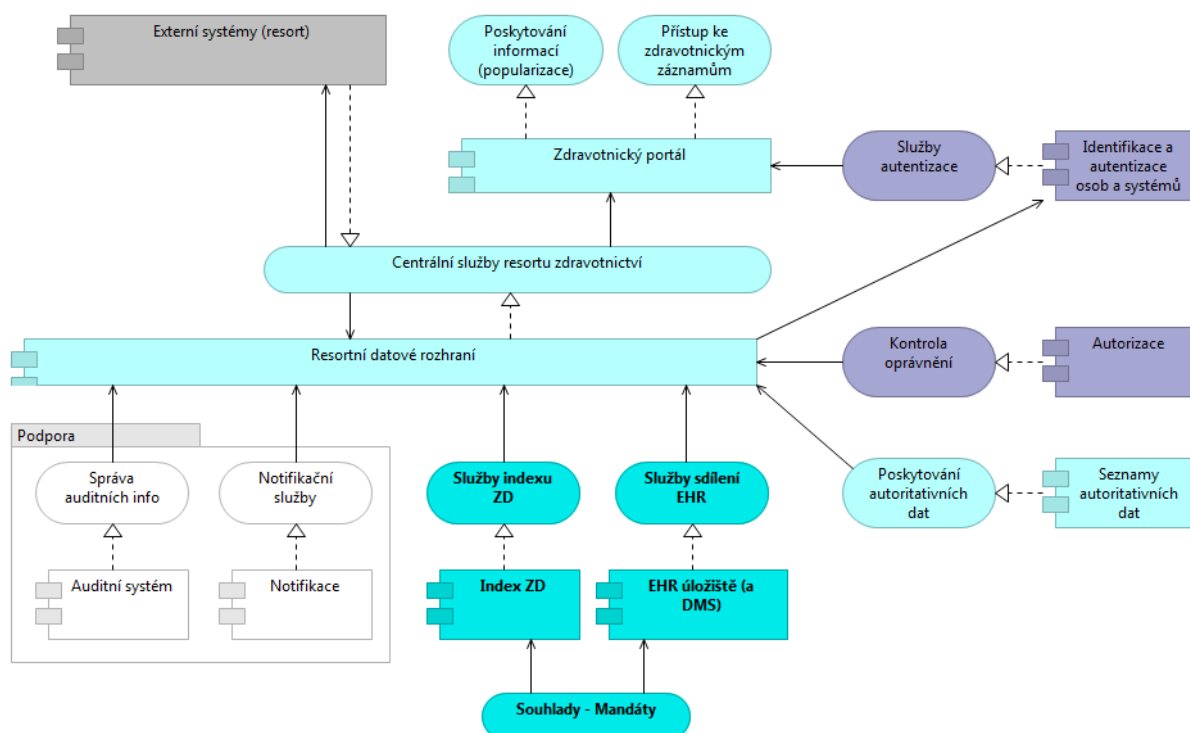 Externí systémy (resort)
Poskytování
informací
(popularizace)
Přístup ke
zdravotnickým
záznamům
Zdravotnický portál
Služby
autentizace
Identifikace a
autentizace
osob a systémů
Centrální služby resortu zdravotnictví
Resortní datové rozhraní
Kontrola
oprávnění
Autorizace
Podpora
Správa
auditních info
Notifikační
služby
Služby indexu
ZD
Služby sdílení
EHR
Poskytování
autoritativních
dat
Seznamy
autoritativních
dat
Auditní systém
Notifikace
Index ZD
EHR úložiště (a
DMS)
Souhlady - Mandáty